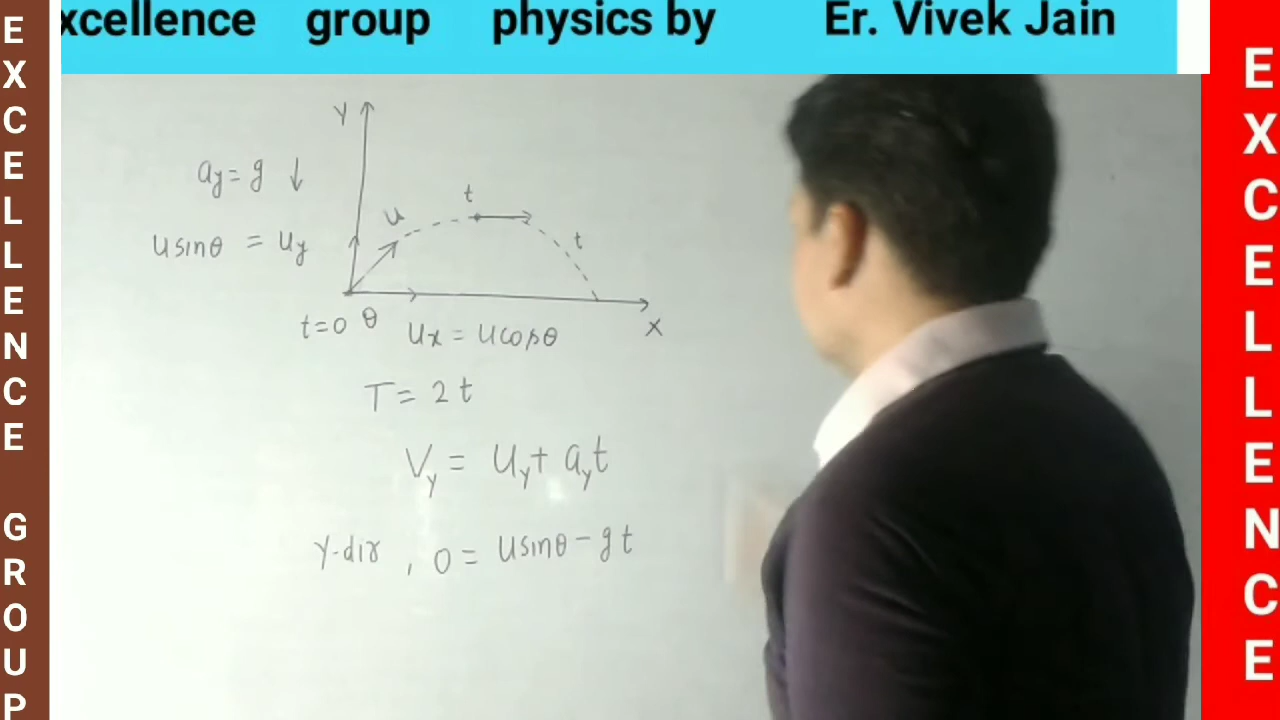 xcellence group physics by Er. Vivek Jain
EXCELLENCE GROUP
EXCELLENCE
Y
ay = g ↓
t
u
usinθ = uy
t
t=0 θ
ux = ucosθ
X
T = 2t
Vy = uy + ayt
Y-dir, 0 = usinθ - gt